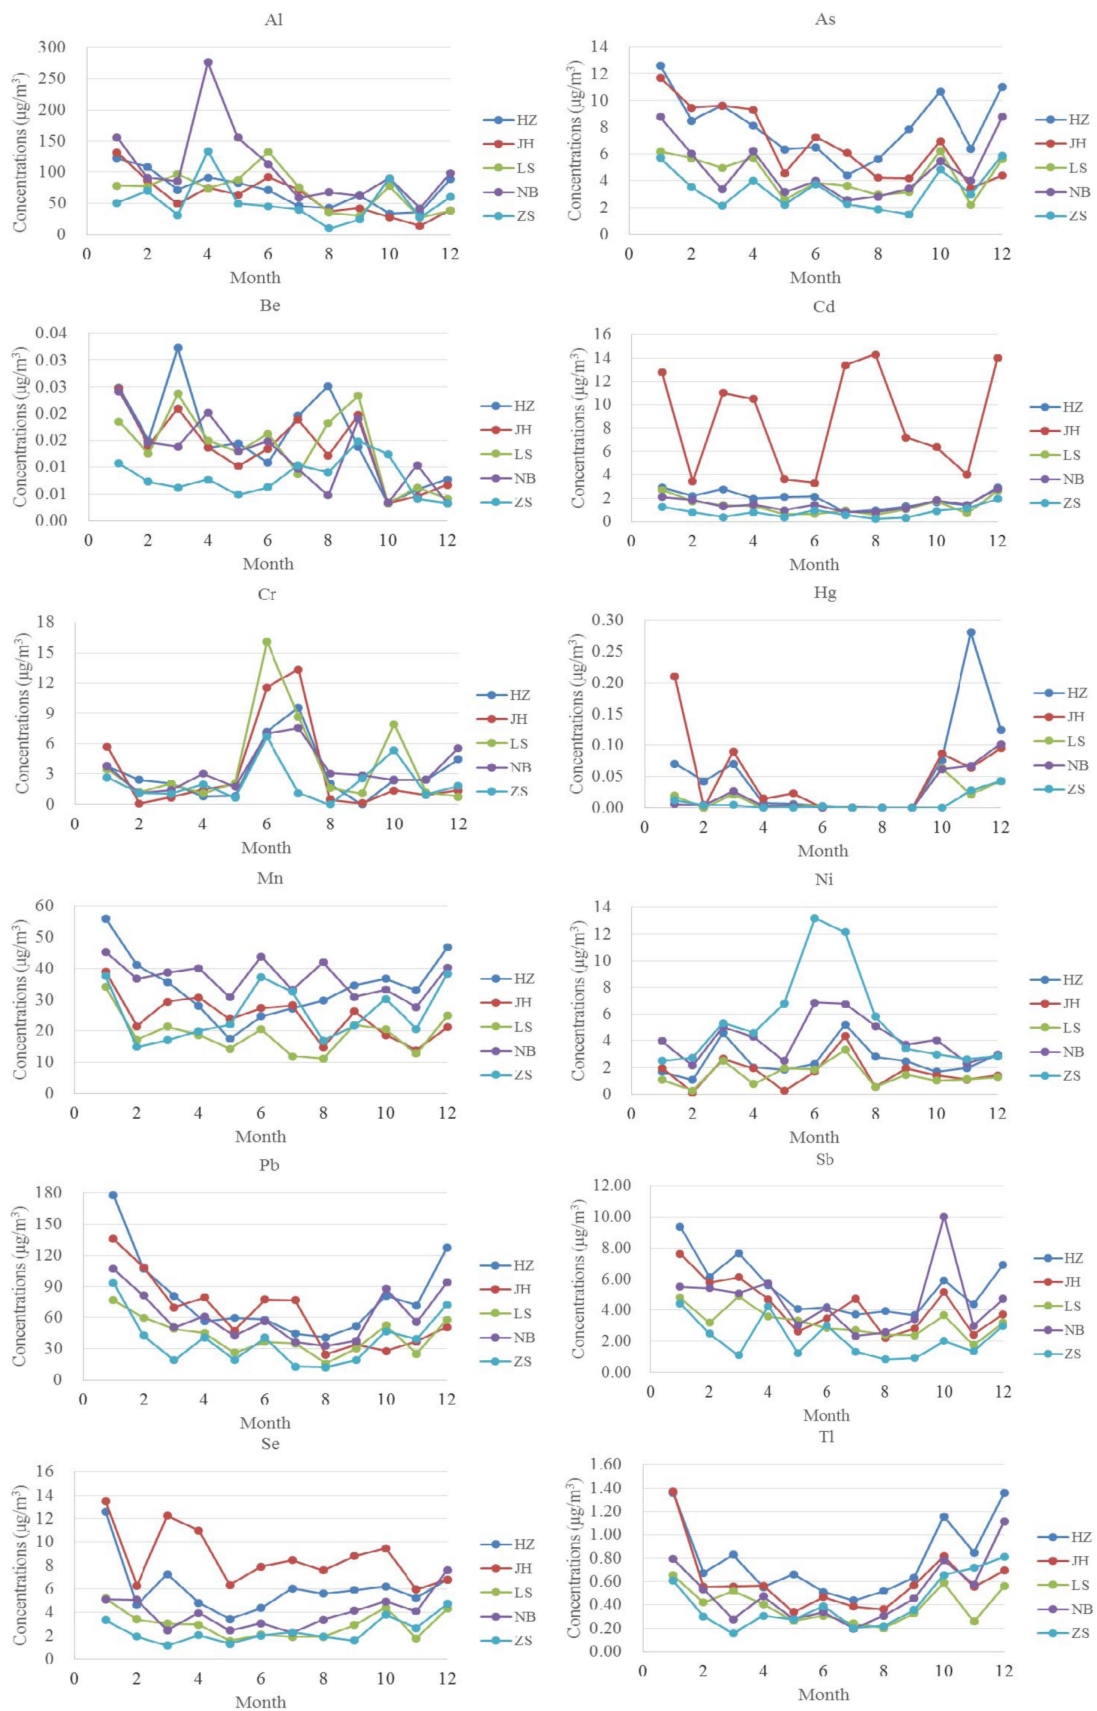 Al
Concentrations (µg/m³)
300
250
200
150
100
50
0
0 2 4 6 8 10 12
Month
HZ
JH
LS
NB
ZS
As
Concentrations (µg/m³)
14
12
10
8
6
4
2
0
0 2 4 6 8 10 12
Month
HZ
JH
LS
NB
ZS
Be
Concentrations (µg/m³)
0.04
0.03
0.03
0.02
0.02
0.01
0.01
0.00
0 2 4 6 8 10 12
Month
HZ
JH
LS
NB
ZS
Cd
Concentrations (µg/m³)
16
14
12
10
8
6
4
2
0
0 2 4 6 8 10 12
Month
HZ
JH
LS
NB
ZS
Cr
Concentrations (µg/m³)
18
15
12
9
6
3
0
0 2 4 6 8 10 12
Month
HZ
JH
LS
NB
ZS
Hg
Concentrations (µg/m³)
0.30
0.25
0.20
0.15
0.10
0.05
0.00
0 2 4 6 8 10 12
Month
HZ
JH
LS
NB
ZS
Mn
Concentrations (µg/m³)
60
50
40
30
20
10
0
0 2 4 6 8 10 12
Month
HZ
JH
LS
NB
ZS
Ni
Concentrations (µg/m³)
14
12
10
8
6
4
2
0
0 2 4 6 8 10 12
Month
HZ
JH
LS
NB
ZS
Pb
Concentrations (µg/m³)
180
150
120
90
60
30
0
0 2 4 6 8 10 12
Month
HZ
JH
LS
NB
ZS
Sb
Concentrations (µg/m³)
12.00
10.00
8.00
6.00
4.00
2.00
0.00
0 2 4 6 8 10 12
Month
HZ
JH
LS
NB
ZS
Se
Concentrations (µg/m³)
16
14
12
10
8
6
4
2
0
0 2 4 6 8 10 12
Month
HZ
JH
LS
NB
ZS
Tl
Concentrations (µg/m³)
1.60
1.40
1.20
1.00
0.80
0.60
0.40
0.20
0.00
0 2 4 6 8 10 12
Month
HZ
JH
LS
NB
ZS